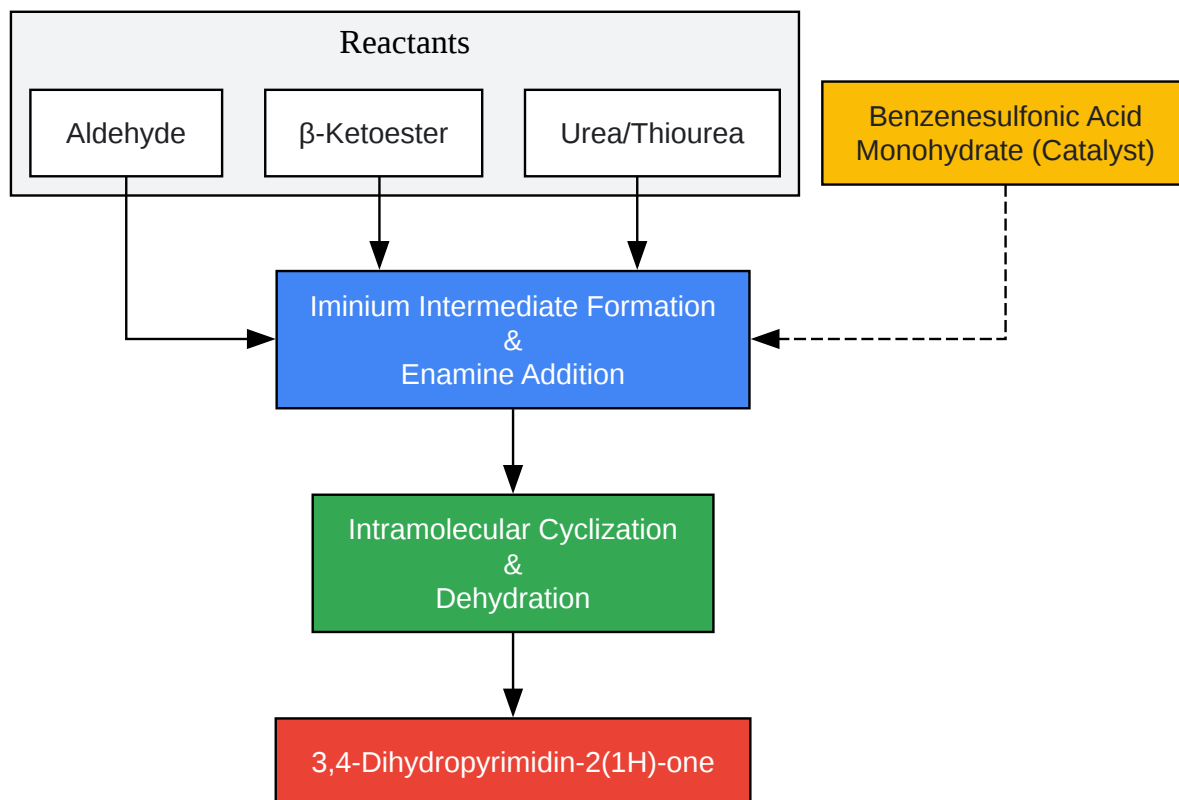 Reactants
Aldehyde
β-Ketoester
Urea/Thiourea
Benzenesulfonic Acid
Monohydrate (Catalyst)
Iminium Intermediate Formation
&
Enamine Addition
Intramolecular Cyclization
&
Dehydration
3,4-Dihydropyrimidin-2(1H)-one